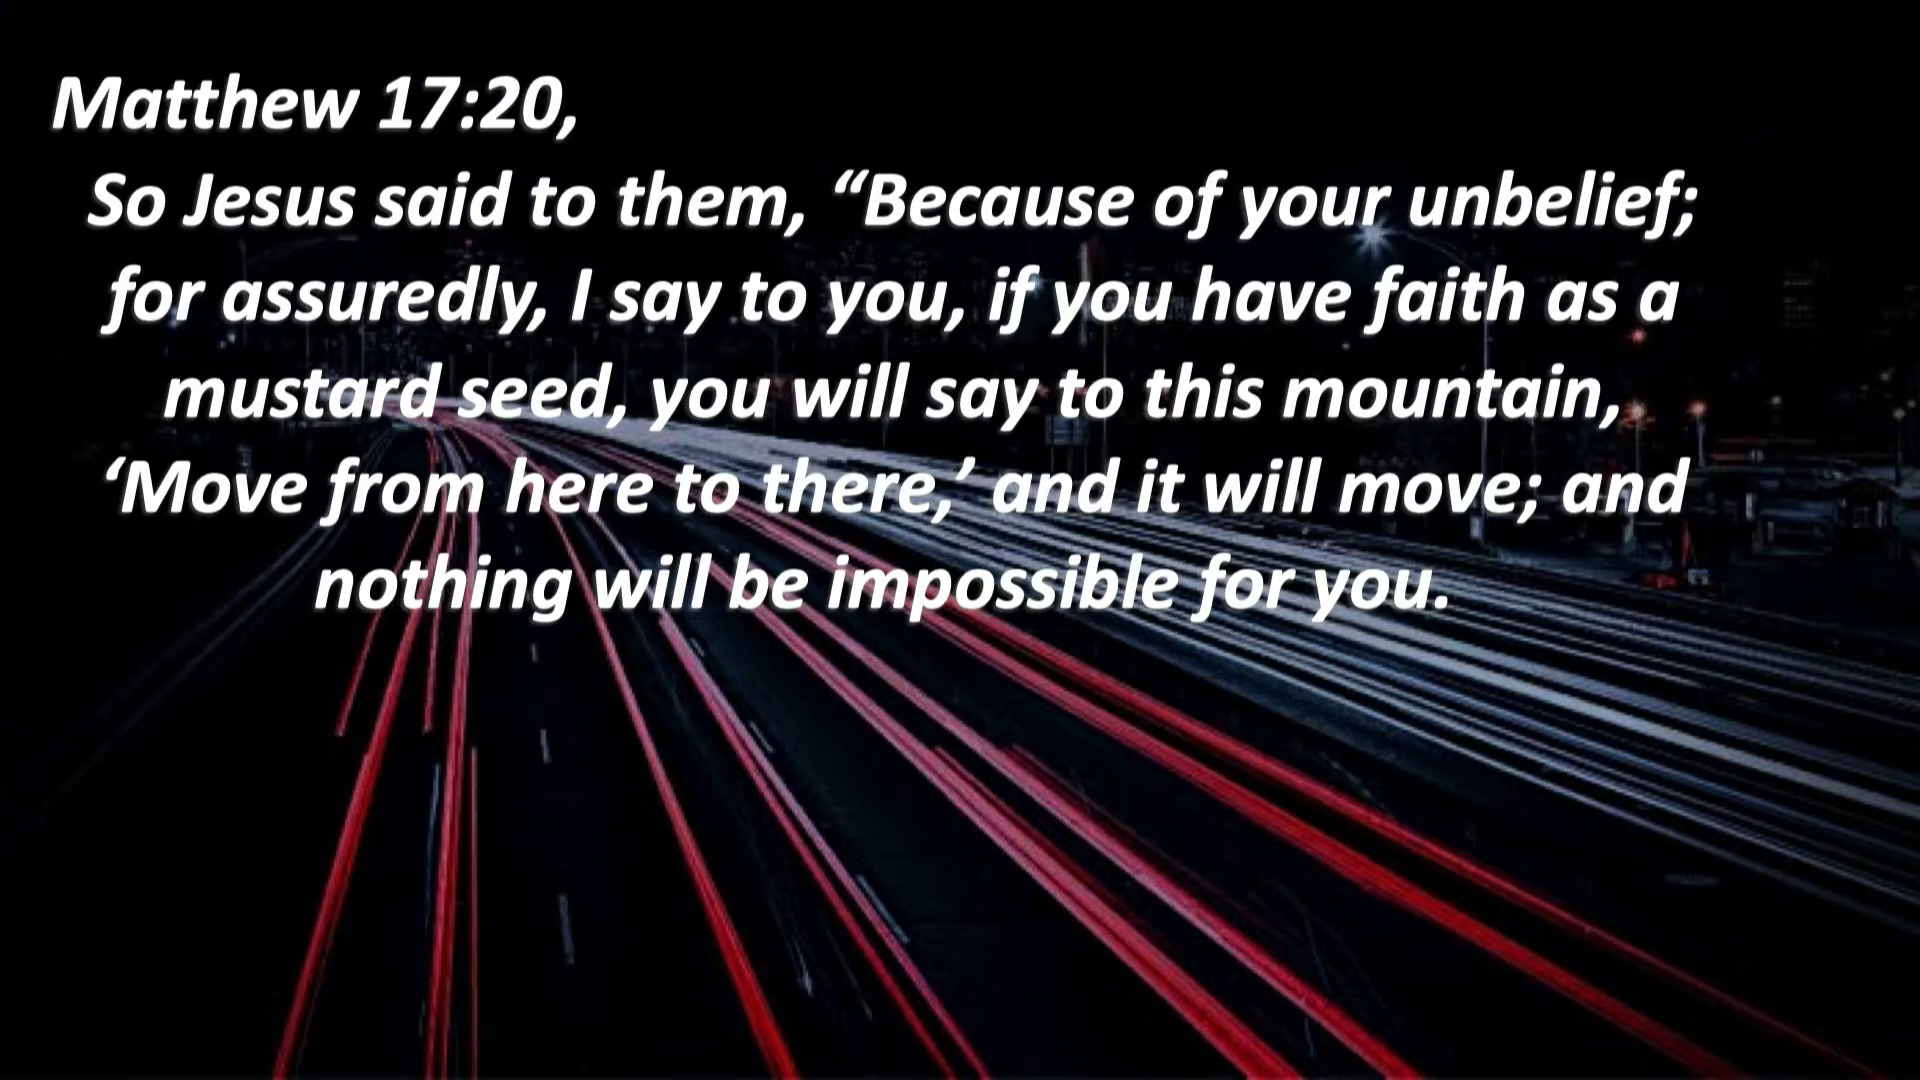 Matthew 17:20,
So Jesus said to them, “Because of your unbelief;
for assuredly, I say to you, if you have faith as a
mustard seed, you will say to this mountain,
‘Move from here to there,’ and it will move; and
nothing will be impossible for you.